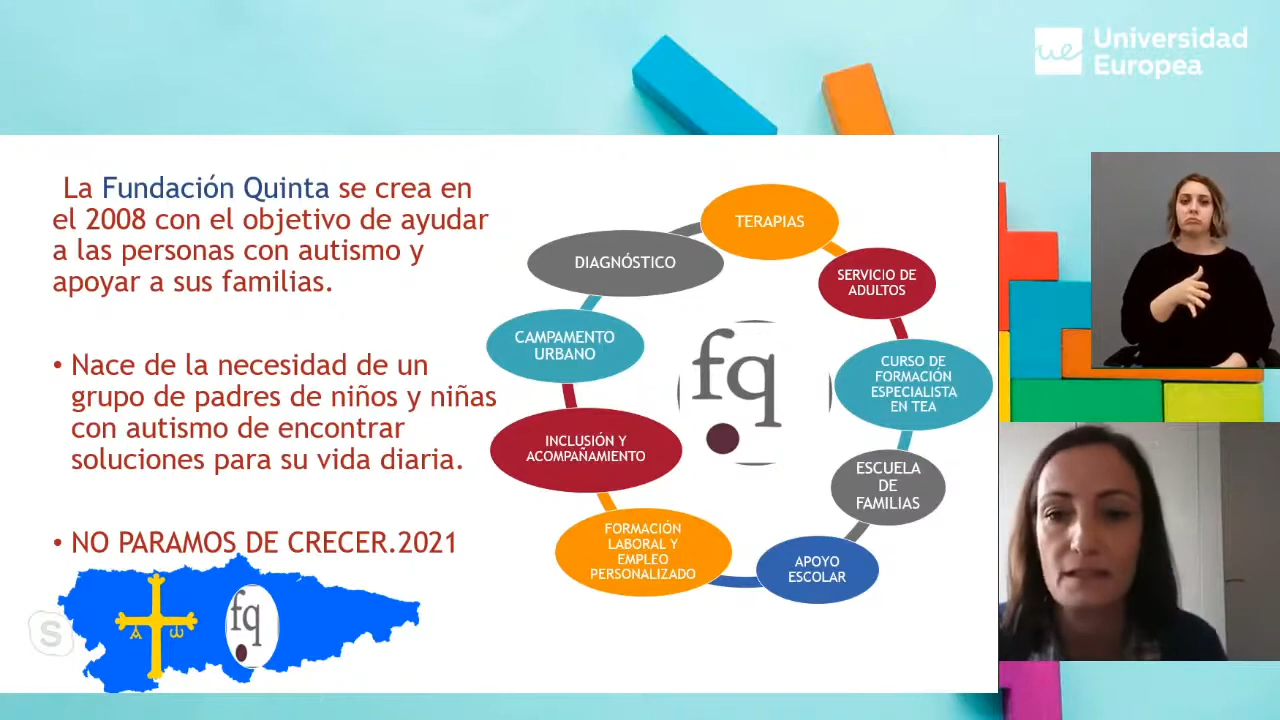 ue Universidad
Europea
La Fundación Quinta se crea en
el 2008 con el objetivo de ayudar
a las personas con autismo y
apoyar a sus familias.
• Nace de la necesidad de un
grupo de padres de niños y niñas
con autismo de encontrar
soluciones para su vida diaria.
• NO PARAMOS DE CRECER.2021
TERAPIAS
SERVICIO DE
ADULTOS
CURSO DE
FORMACIÓN
ESPECIALISTA
EN TEA
ESCUELA
DE
FAMILIAS
APOYO
ESCOLAR
FORMACIÓN
LABORAL Y
EMPLEO
PERSONALIZADO
INCLUSIÓN Y
ACOMPAÑAMIENTO
CAMPAMENTO
URBANO
DIAGNÓSTICO
fq
S
Α ω
fq